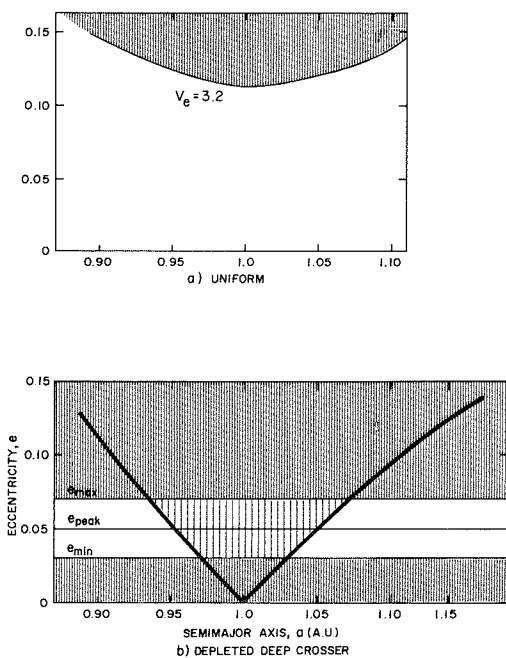 0.15
0.10
V_e = 3.2
0.05
0
0.90 0.95 1.0 1.05 1.10
a) UNIFORM
0.15
0.10
e_max
0.05
e_peak
e_min
0
ECCENTRICITY, e
0.90 0.95 1.00 1.05 1.10 1.15
SEMIMAJOR AXIS, a (A.U.)
b) DEPLETED DEEP CROSSER